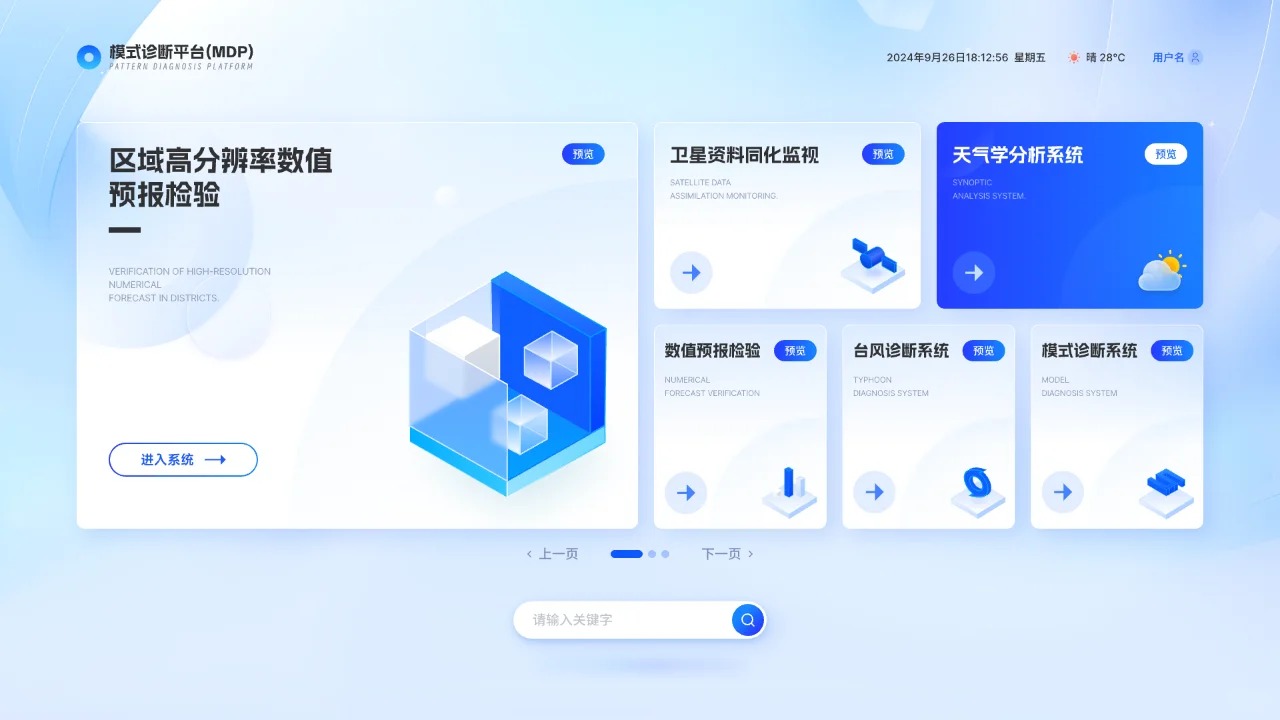 模式诊断平台(MDP)
PATTERN DIAGNOSIS PLATFORM
2024年9月26日18:12:56 星期五
晴 28°C
用户名
区域高分辨率数值
预报检验
预览
VERIFICATION OF HIGH-RESOLUTION
NUMERICAL
FORECAST IN DISTRICTS.
进入系统
卫星资料同化监视
预览
SATELLITE DATA
ASSIMILATION MONITORING.
天气学分析系统
预览
SYNOPTIC
ANALYSIS SYSTEM.
数值预报检验
预览
NUMERICAL
FORECAST VERIFICATION
台风诊断系统
预览
TYPHOON
DIAGNOSIS SYSTEM
模式诊断系统
预览
MODEL
DIAGNOSIS SYSTEM
上一页
下一页
请输入关键字